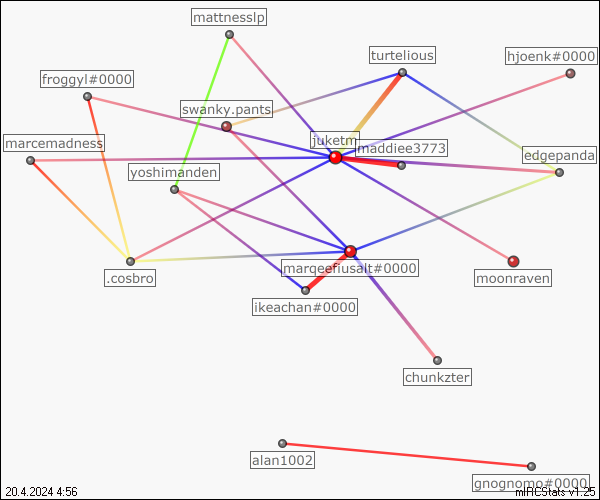 mattnesslp
turtelious
hjoenk#0000
froggyl#0000
swanky.pants
marcemadness
juketm
maddiee3773
edgepanda
yoshimanden
.cosbro
marqeefiusalt#0000
moonraven
ikeachan#0000
chunkzter
alan1002
gnognomo#0000
20.4.2024 4:56
mIRCStats v1.25